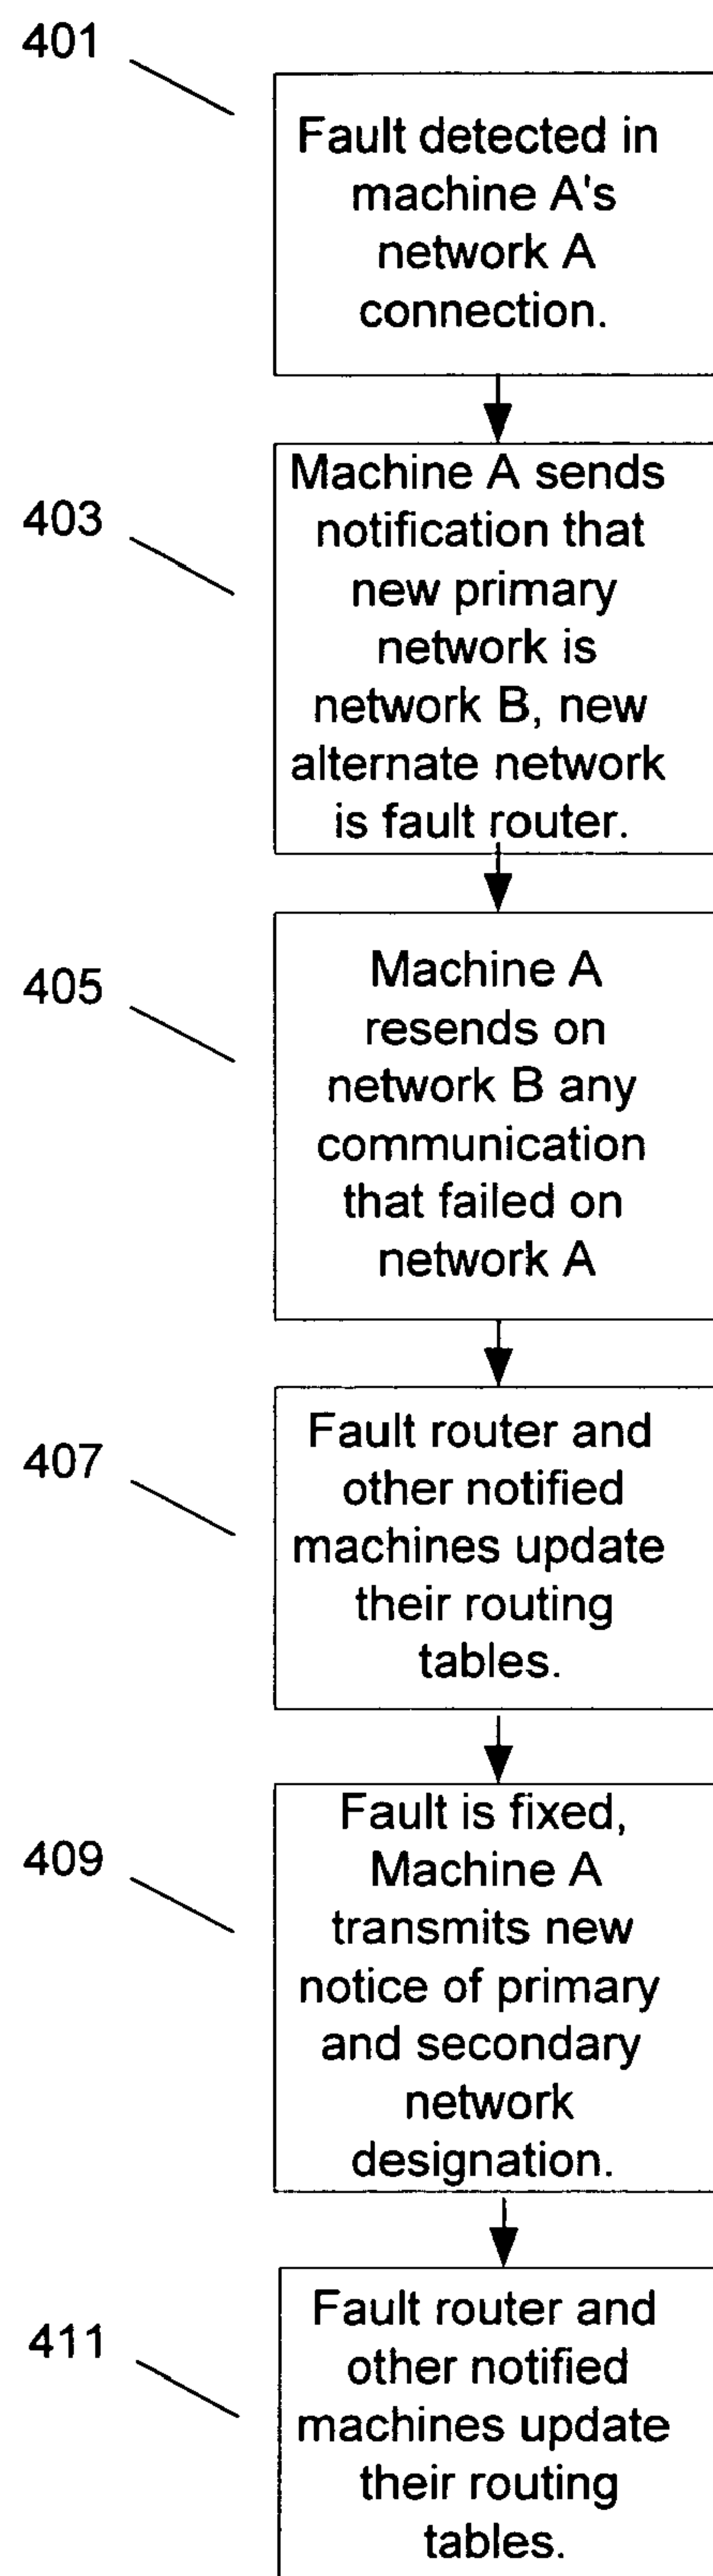 401
Fault detected in
machine A's
network A
connection.
403
Machine A sends
notification that
new primary
network is
network B, new
alternate network
is fault router.
405
Machine A
resends on
network B any
communication
that failed on
network A
407
Fault router and
other notified
machines update
their routing
tables.
409
Fault is fixed,
Machine A
transmits new
notice of primary
and secondary
network
designation.
411
Fault router and
other notified
machines update
their routing
tables.